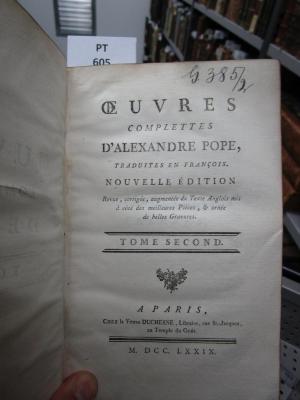 PT
605
G 385/2
ŒUVRES
COMPLETTES
D'ALEXANDRE POPE,
TRADUITES EN FRANÇOIS.
NOUVELLE ÉDITION
Revue, corrigée, augmentée du Texte Anglois mis
à côté des meilleures Pièces, & ornée
de belles Gravures.
TOME SECOND.
A PARIS,
Chez la Veuve DUCHESNE, Libraire, rue St. Jacques,
au Temple du Goût.
M. DCC. LXXIX.